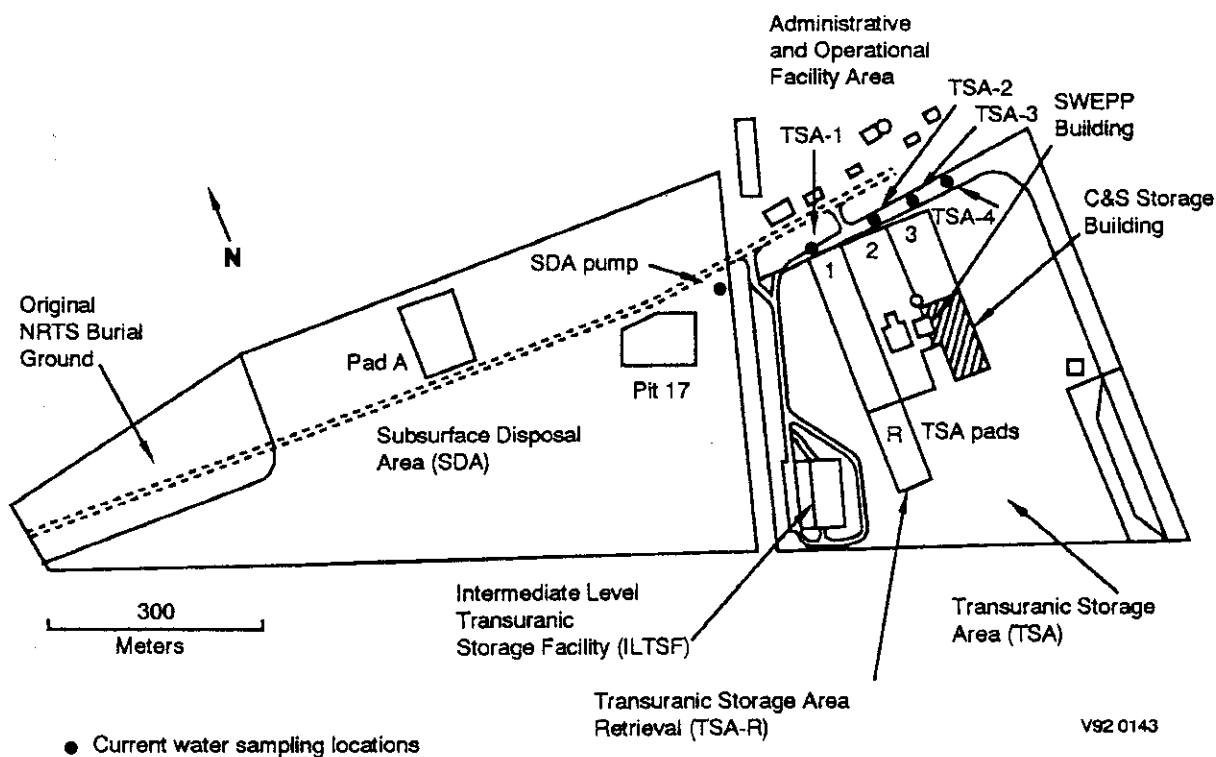 Administrative
and Operational
Facility Area
TSA-2
SWEPP
Building
TSA-3
TSA-1
C&S Storage
Building
TSA-4
N
SDA pump
3
2
1
Original
NRTS Burial
Ground
Pad A
Pit 17
Subsurface Disposal
Area (SDA)
R
TSA pads
300
Meters
Intermediate Level
Transuranic
Storage Facility (ILTSF)
Transuranic Storage
Area (TSA)
Transuranic Storage Area
Retrieval (TSA-R)
V92 0143
Current water sampling locations